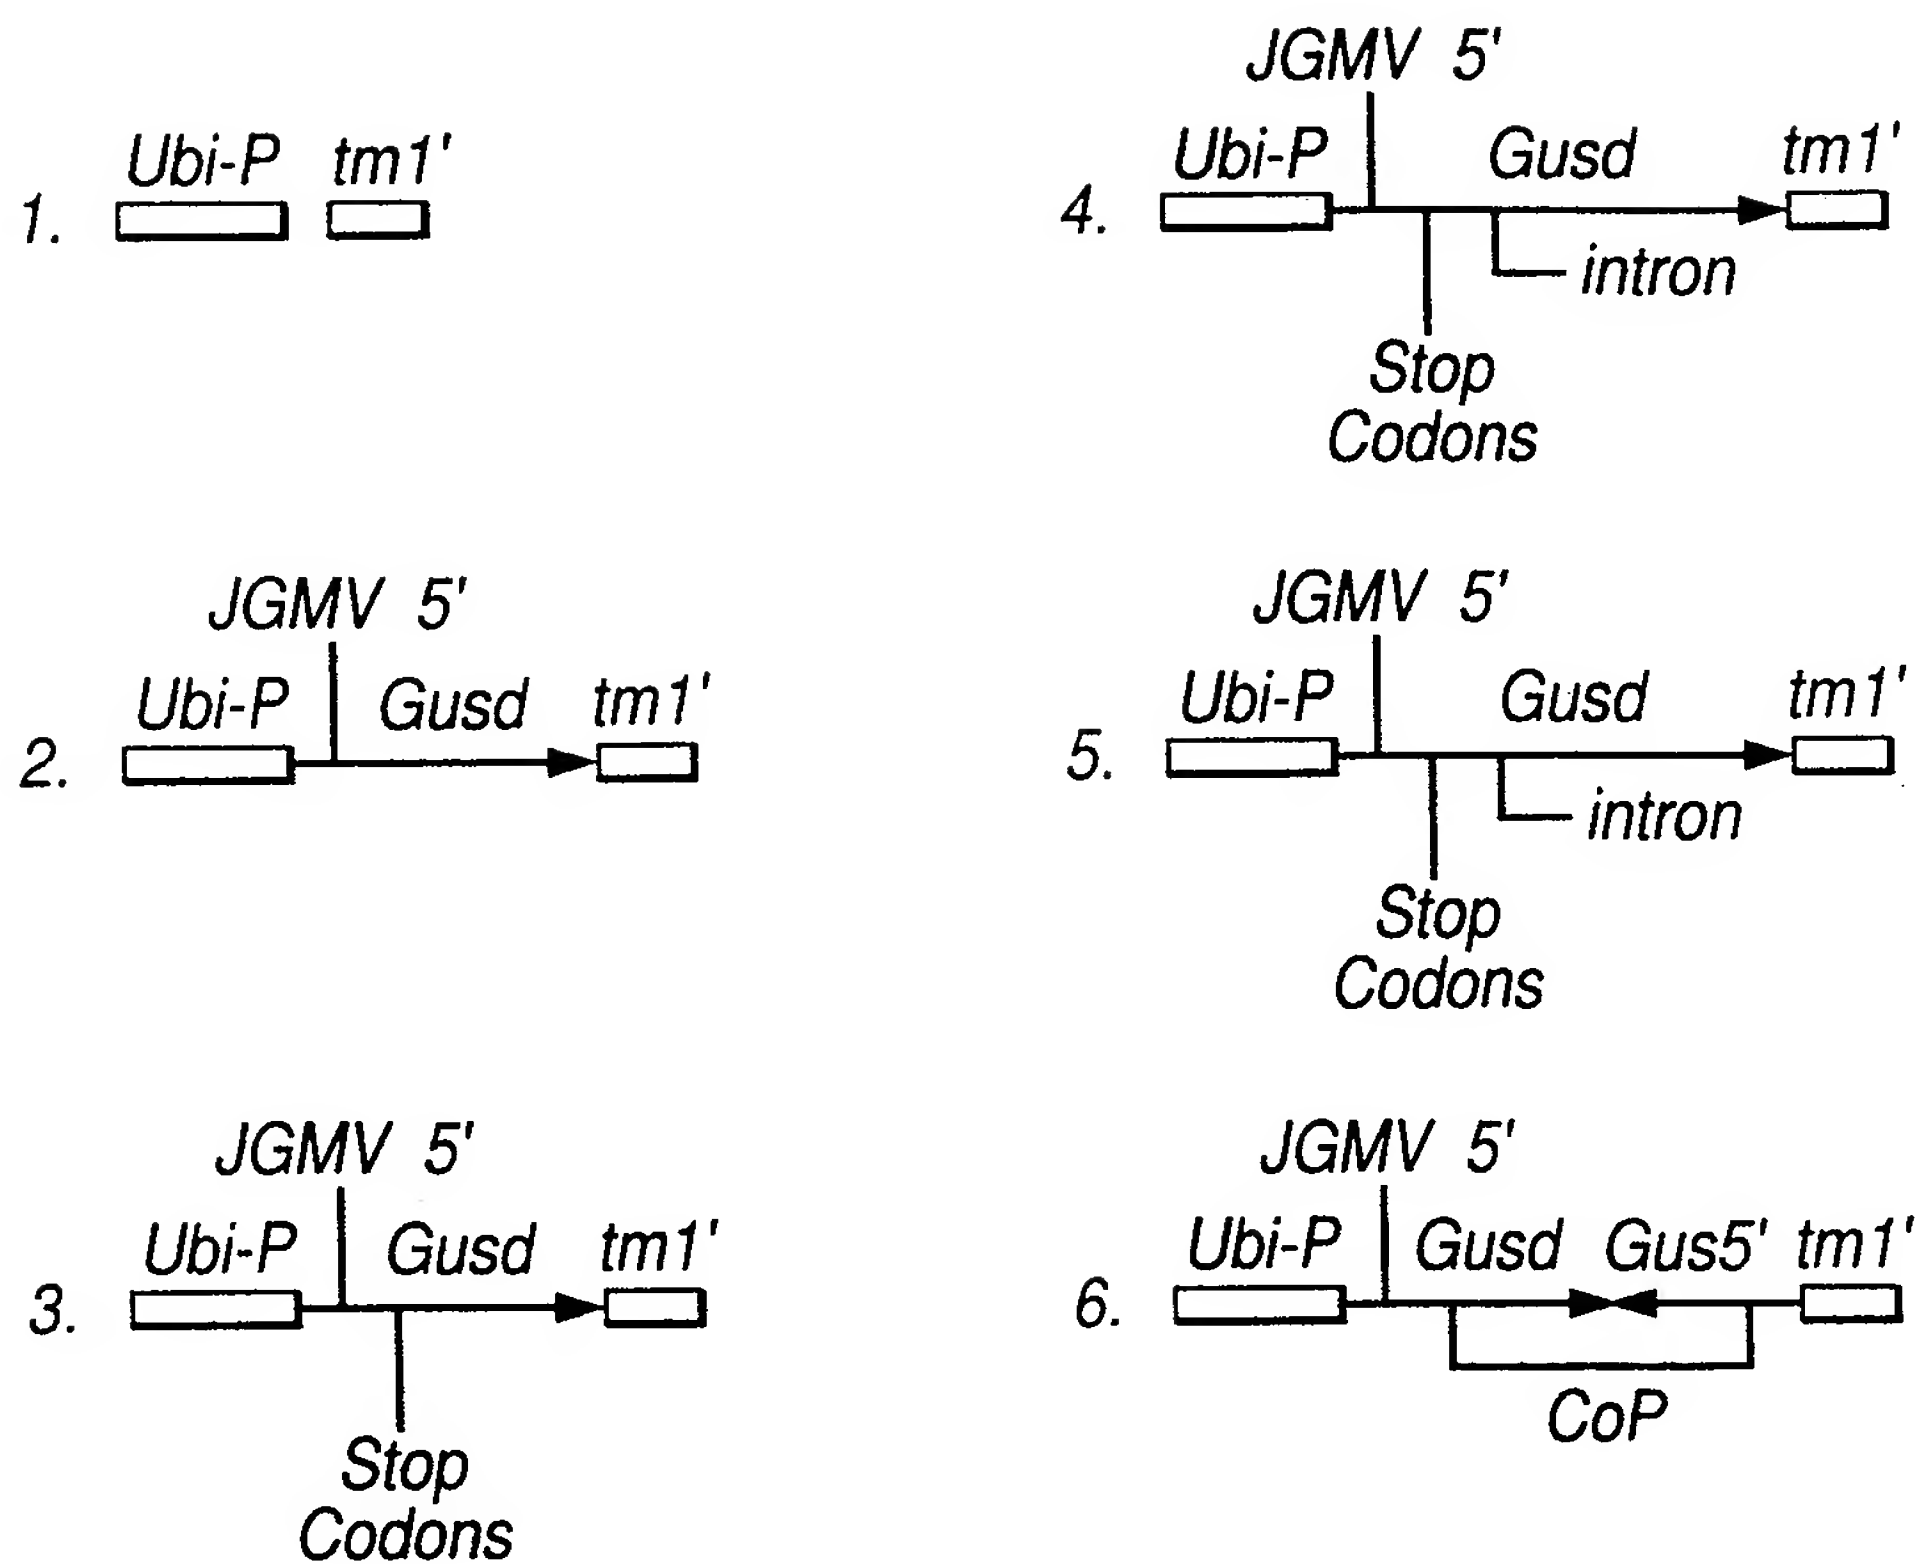 1. Ubi-P tm1'
2. JGMV 5'
Ubi-P Gusd tm1'
3. JGMV 5'
Ubi-P Gusd tm1'
Stop
Codons
4. JGMV 5'
Ubi-P Gusd tm1'
intron
Stop
Codons
5. JGMV 5'
Ubi-P Gusd tm1'
intron
Stop
Codons
6. JGMV 5'
Ubi-P Gusd Gus5' tm1'
CoP